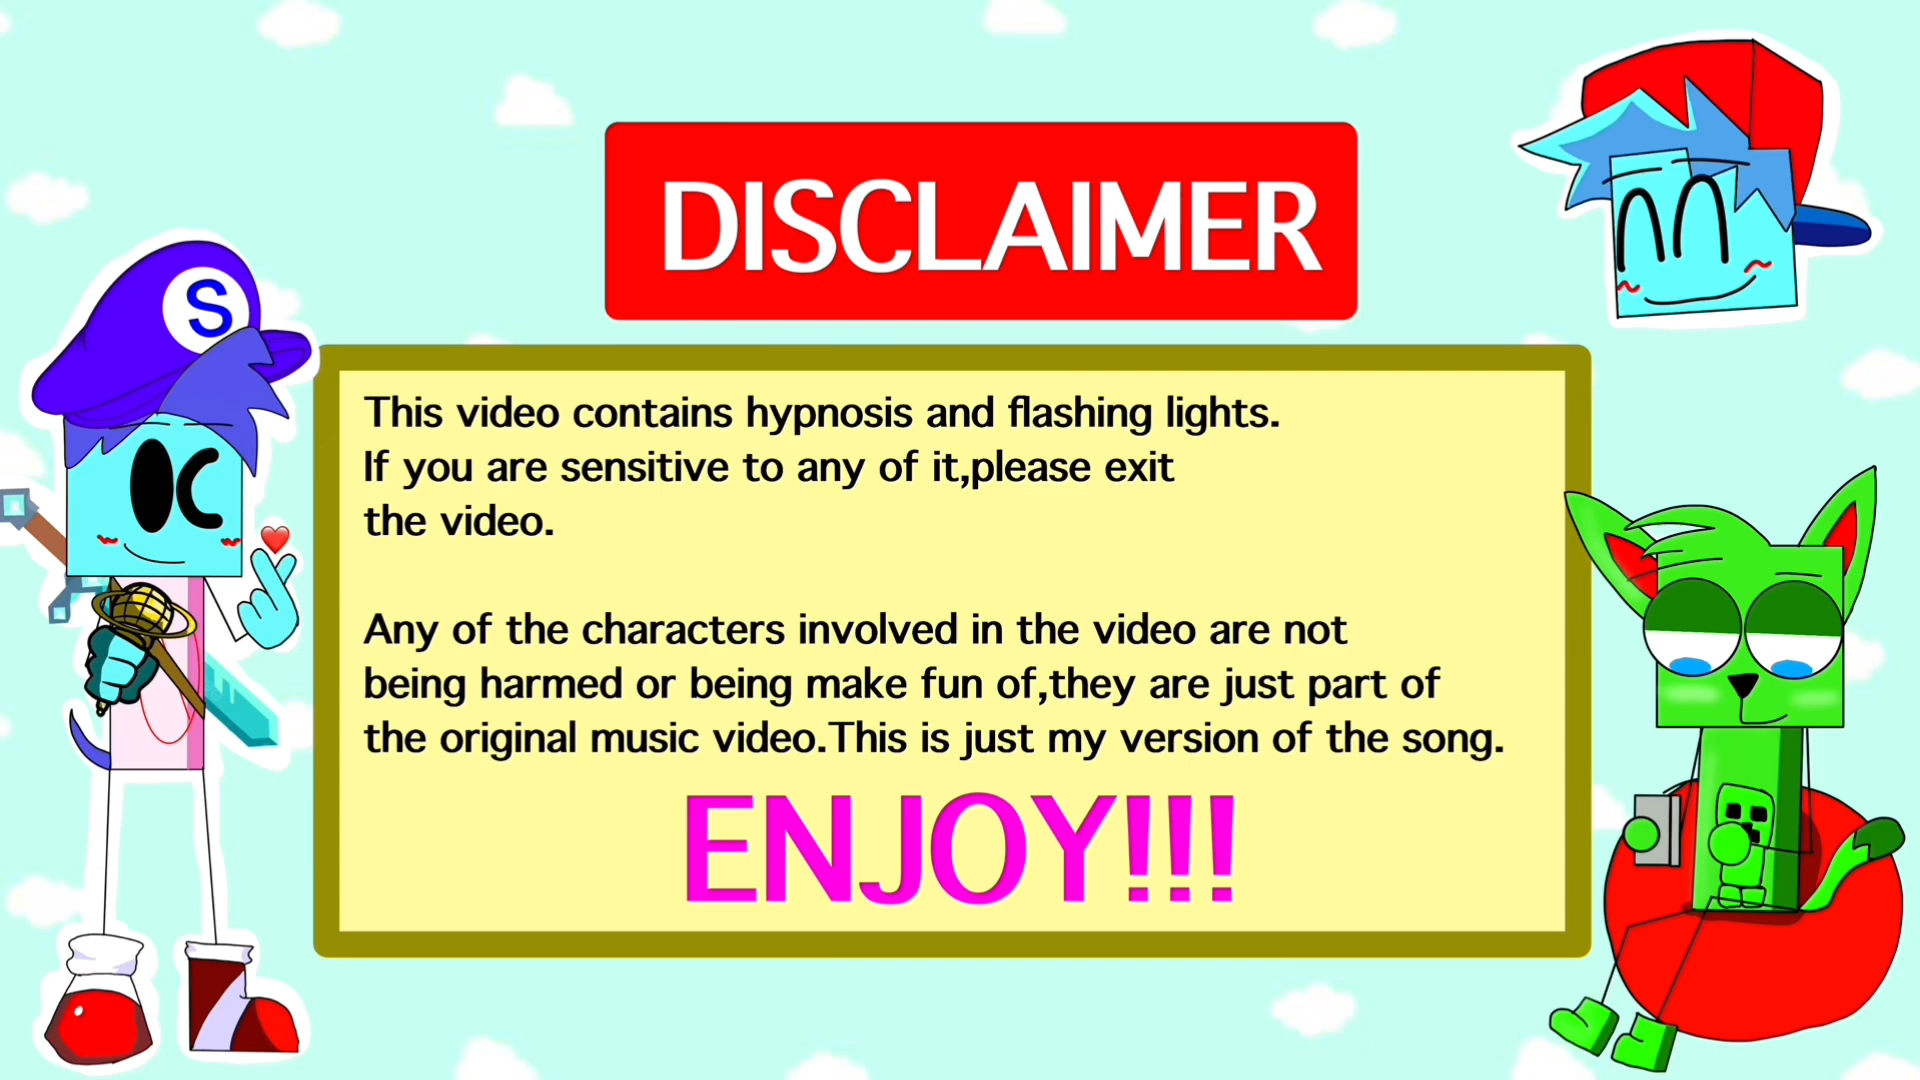 DISCLAIMER
S
This video contains hypnosis and flashing lights.
If you are sensitive to any of it,please exit
the video.
Any of the characters involved in the video are not
being harmed or being make fun of,they are just part of
the original music video.This is just my version of the song.
ENJOY!!!